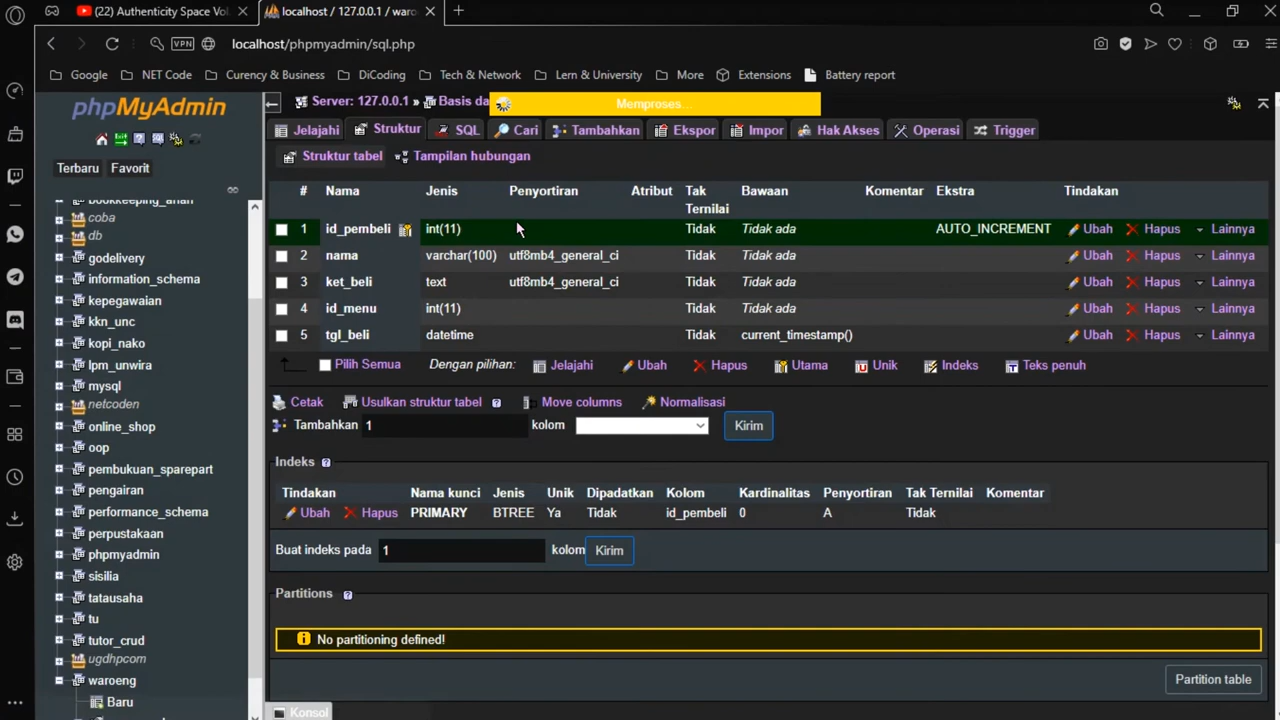 (22) Authenticity Space Vol
localhost / 127.0.0.1 / waro
VPN
localhost/phpmyadmin/sql.php
Google
NET Code
Curency & Business
DiCoding
Tech & Network
Lern & University
More
Extensions
Battery report
phpMyAdmin
Terbaru
Favorit
coba
db
godelivery
information_schema
kepegawaian
kkn_unc
kopi_nako
lpm_unwira
mysql
netcoden
online_shop
oop
pembukuan_sparepart
pengairan
performance_schema
perpustakaan
phpmyadmin
sisilia
tatausaha
tu
tutor_crud
ugdhpcom
waroeng
Baru
Server: 127.0.0.1 » Basis da
Memproses...
Jelajahi Struktur SQL Cari Tambahkan Ekspor Impor Hak Akses Operasi Trigger
Struktur tabel Tampilan hubungan
# Nama Jenis Penyortiran Atribut Tak Ternilai Bawaan Komentar Ekstra Tindakan
1 id_pembeli int(11) Tidak Tidak ada AUTO_INCREMENT Ubah Hapus Lainnya
2 nama varchar(100) utf8mb4_general_ci Tidak Tidak ada Ubah Hapus Lainnya
3 ket_beli text utf8mb4_general_ci Tidak Tidak ada Ubah Hapus Lainnya
4 id_menu int(11) Tidak Tidak ada Ubah Hapus Lainnya
5 tgl_beli datetime Tidak current_timestamp() Ubah Hapus Lainnya
Pilih Semua Dengan pilihan: Jelajahi Ubah Hapus Utama Unik Indeks Teks penuh
Cetak Usulkan struktur tabel Move columns Normalisasi
Tambahkan 1 kolom Kirim
Indeks
Tindakan Nama kunci Jenis Unik Dipadatkan Kolom Kardinalitas Penyortiran Tak Ternilai Komentar
Ubah Hapus PRIMARY BTREE Ya Tidak id_pembeli 0 A Tidak
Buat indeks pada 1 kolom Kirim
Partitions
No partitioning defined!
Partition table
Konsol